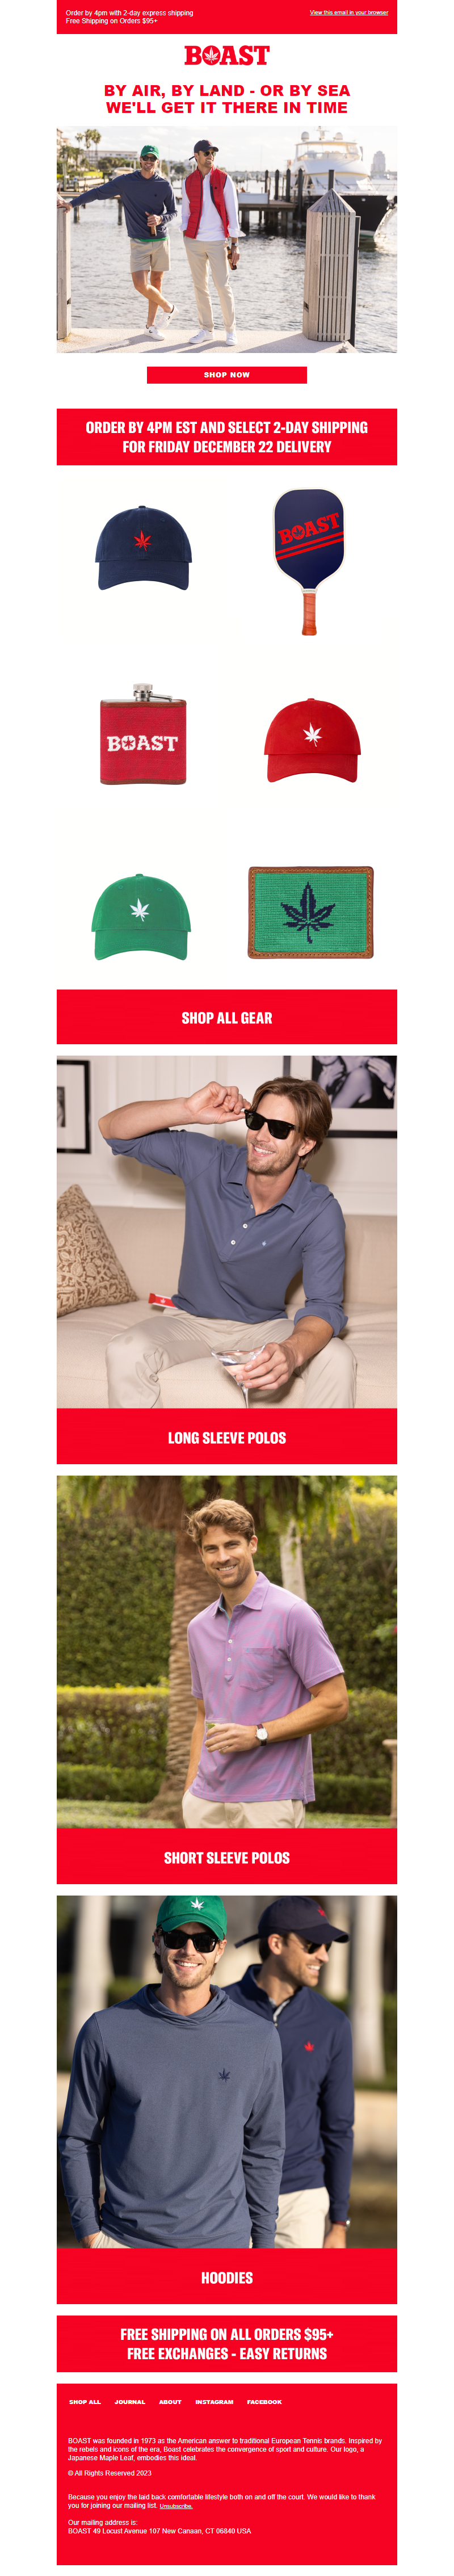 Order by 4pm with 2-day express shipping
Free Shipping on Orders $95+
View this email in your browser
BOAST
BY AIR, BY LAND - OR BY SEA
WE'LL GET IT THERE IN TIME
SHOP NOW
ORDER BY 4PM EST AND SELECT 2-DAY SHIPPING
FOR FRIDAY DECEMBER 22 DELIVERY
BOAST
BOAST
SHOP ALL GEAR
LONG SLEEVE POLOS
SHORT SLEEVE POLOS
HOODIES
FREE SHIPPING ON ALL ORDERS $95+
FREE EXCHANGES - EASY RETURNS
SHOP ALL JOURNAL ABOUT INSTAGRAM FACEBOOK
BOAST was founded in 1973 as the American answer to traditional European Tennis brands. Inspired by
the rebels and icons of the era, Boast celebrates the convergence of sport and culture. Our logo, a
Japanese Maple Leaf, embodies this ideal.
© All Rights Reserved 2023
Because you enjoy the laid back comfortable lifestyle both on and off the court. We would like to thank
you for joining our mailing list. Unsubscribe.
Our mailing address is:
BOAST 49 Locust Avenue 107 New Canaan, CT 06840 USA